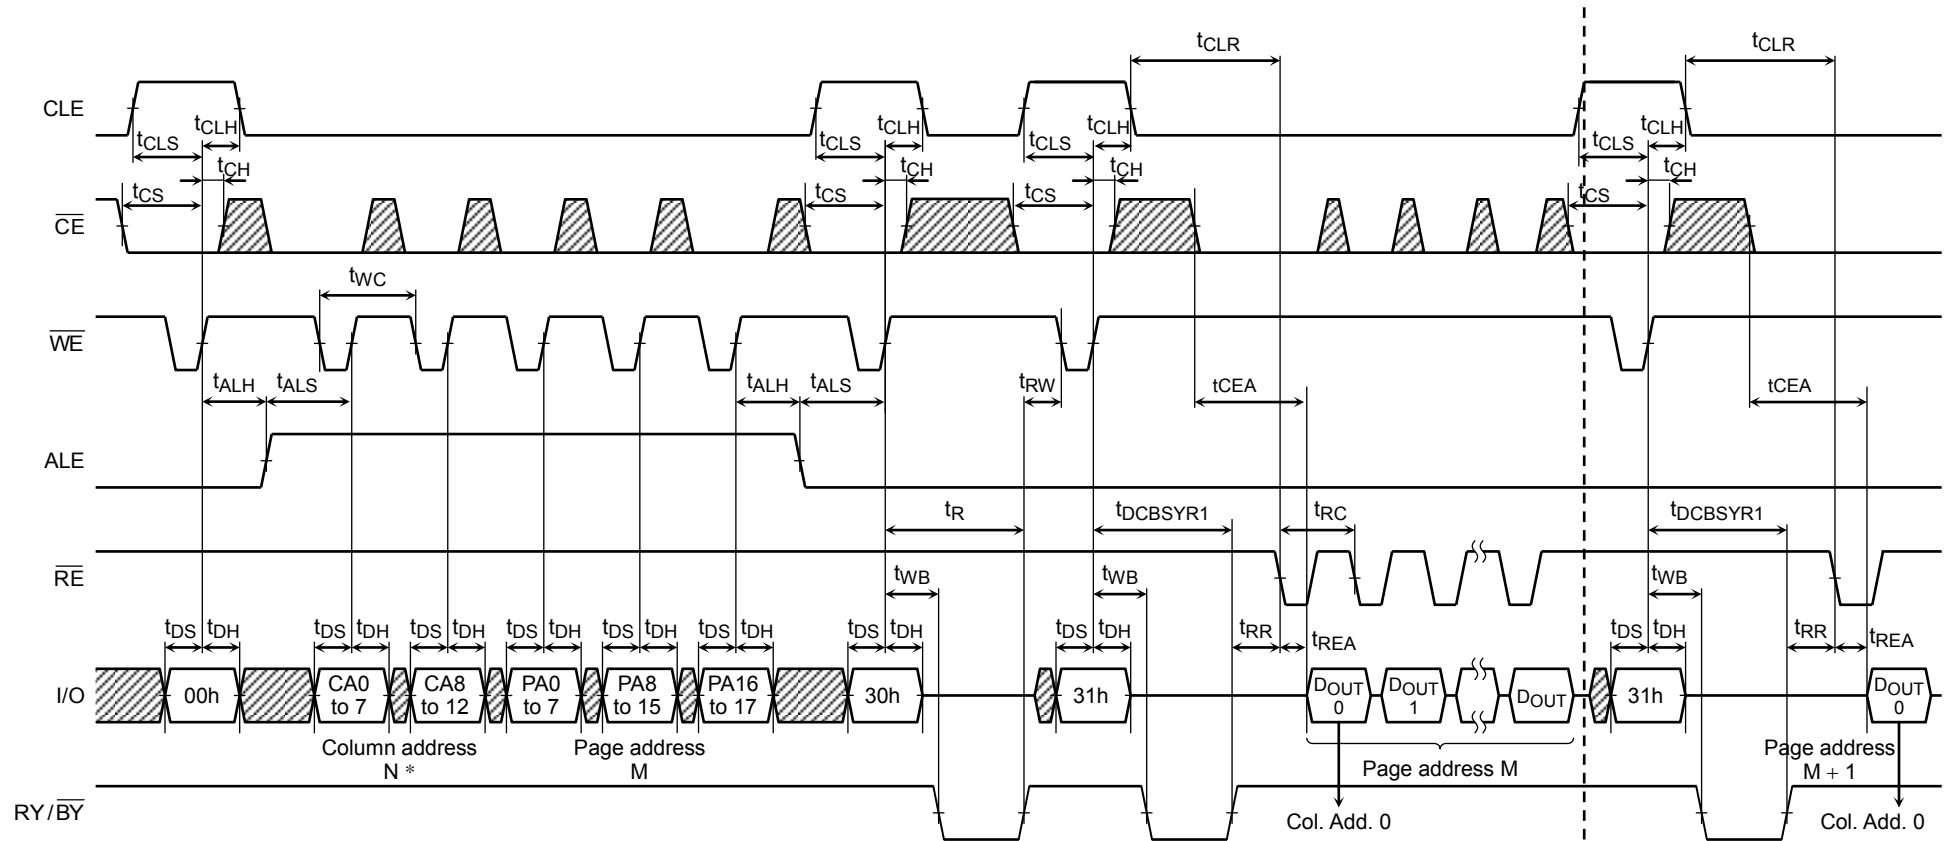 tCLR tCLR
CLE
tCLH tCLH tCLH tCLH
tCLS tCLS tCLS tCLS
tCH tCH tCH tCH
tCS tCS tCS tCS
CE
tWC
WE
tALH tALS tALH tALS tRW tCEA tCEA
ALE
tR tDCBSYR1 tRC tDCBSYR1
RE
tWB tWB tWB
tDS tDH tDS tDH tDS tDH tDS tDH tDS tDH tDS tDH tDS tDH tDS tDH tRR tREA tDS tDH tRR tREA
I/O
00h
CA0
to 7
CA8
to 12
PA0
to 7
PA8
to 15
PA16
to 17
30h
31h
DOUT
0
DOUT
1
DOUT
31h
DOUT
0
Column address
N *
Page address
M
Page address M
Page address
M + 1
RY/BY
Col. Add. 0
Col. Add. 0